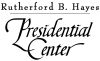 Rutherford B. Hayes
Presidential
Center